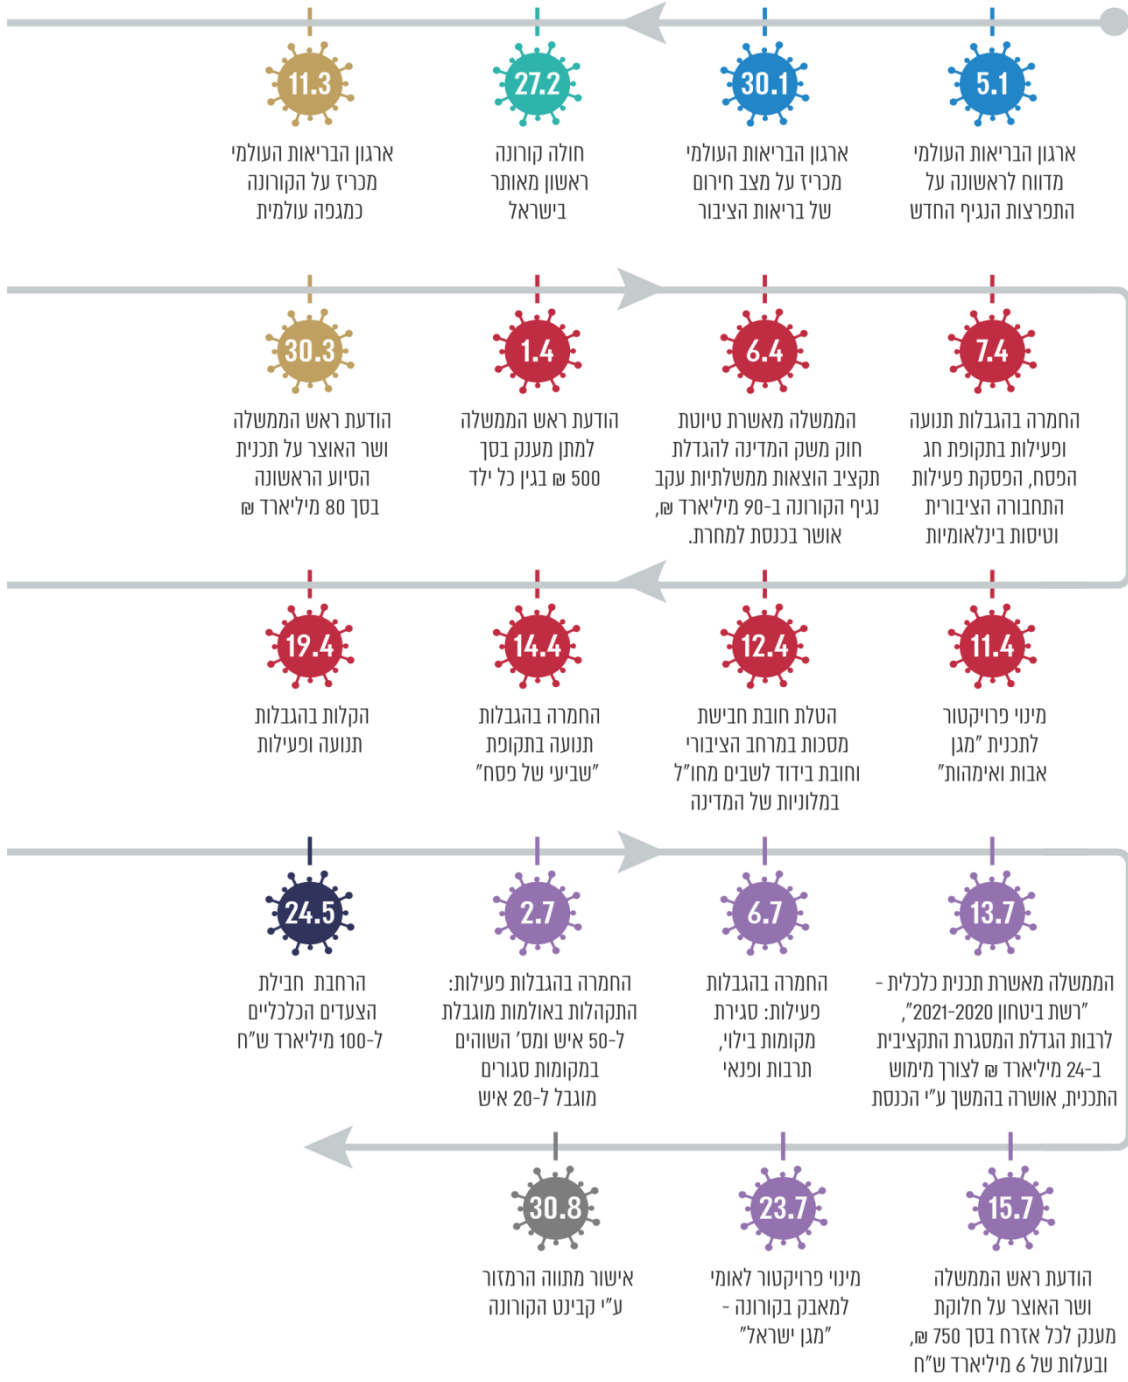 5.1
ארגון הבריאות העולמי
מדווח לראשונה על
התפרצות הנגיף החדש
30.1
ארגון הבריאות העולמי
מכריז על מצב חירום
של בריאות הציבור
27.2
חולה קורונה
ראשון מאותר
בישראל
11.3
ארגון הבריאות העולמי
מכריז על הקורונה
כמגפה עולמית
30.3
הודעת ראש הממשלה
ושר האוצר על תכנית
הסיוע הראשונה
בסך 80 מיליארד ₪
1.4
הודעת ראש הממשלה
למתן מענק בסך
500 ₪ בגין כל ילד
6.4
הממשלה מאשרת טיוטת
חוק משק המדינה להגדלת
תקציב הוצאות ממשלתיות עקב
נגיף הקורונה ב-90 מיליארד ₪,
אושר בכנסת למחרת.
7.4
החמרה בהגבלות תנועה
ופעילות בתקופת חג
הפסח, הפסקת פעילות
התחבורה הציבורית
וטיסות בינלאומיות
11.4
מינוי פרויקטור
לתכנית "מגן
אבות ואימהות"
12.4
הטלת חובת חבישת
מסכות במרחב הציבורי
וחובת בידוד לשבים מחו"ל
במלוניות של המדינה
14.4
החמרה בהגבלות
תנועה בתקופת
"שביעי של פסח"
19.4
הקלות בהגבלות
תנועה ופעילות
24.5
הרחבת חבילת
הצעדים הכלכליים
ל-100 מיליארד ש"ח
2.7
החמרה בהגבלות פעילות:
התקהלות באולמות מוגבלת
ל-50 איש ומס' השוהים
במקומות סגורים
מוגבל ל-20 איש
6.7
החמרה בהגבלות
פעילות: סגירת
מקומות בילוי,
תרבות ופנאי
13.7
הממשלה מאשרת תכנית כלכלית -
"רשת ביטחון 2021-2020",
לרבות הגדלת המסגרת התקציבית
ב-24 מיליארד ₪ לצורך מימוש
התכנית, אושרה בהמשך ע"י הכנסת
15.7
הודעת ראש הממשלה
ושר האוצר על חלוקת
מענק לכל אזרח בסך 750 ₪,
ובעלות של 6 מיליארד ש"ח
23.7
מינוי פרויקטור לאומי
למאבק בקורונה -
"מגן ישראל"
30.8
אישור מתווה הרמזור
ע"י קבינט הקורונה